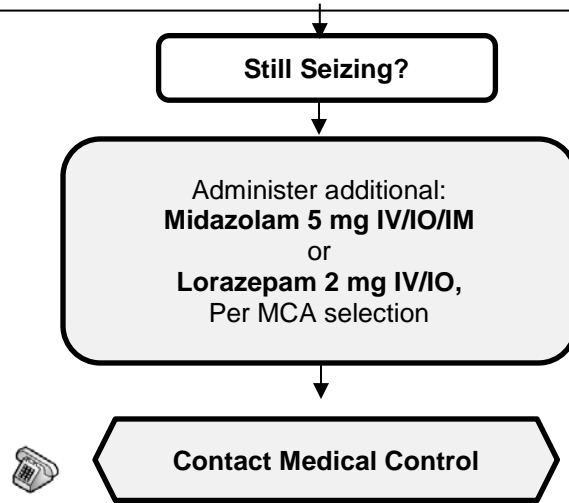 Still Seizing?
Administer additional:
Midazolam 5 mg IV/IO/IM
or
Lorazepam 2 mg IV/IO,
Per MCA selection
Contact Medical Control